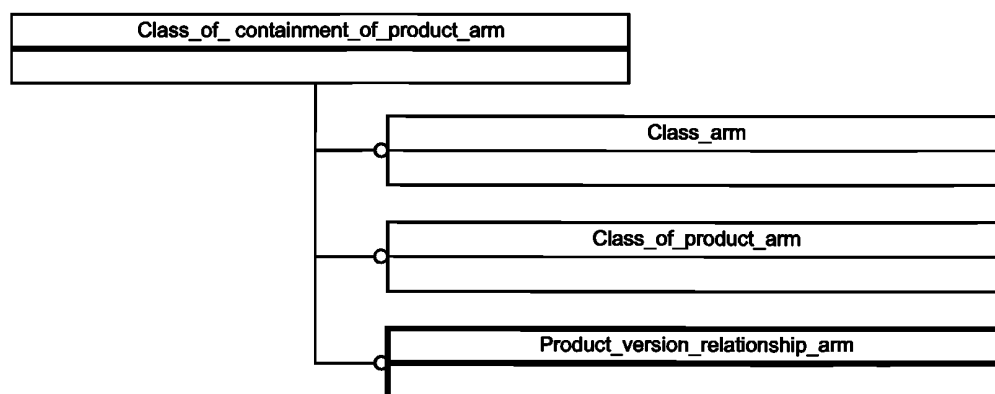 Class_of_ containment_of_product_arm
Class_arm
Class_of_product_arm
Product_version_relationship_arm